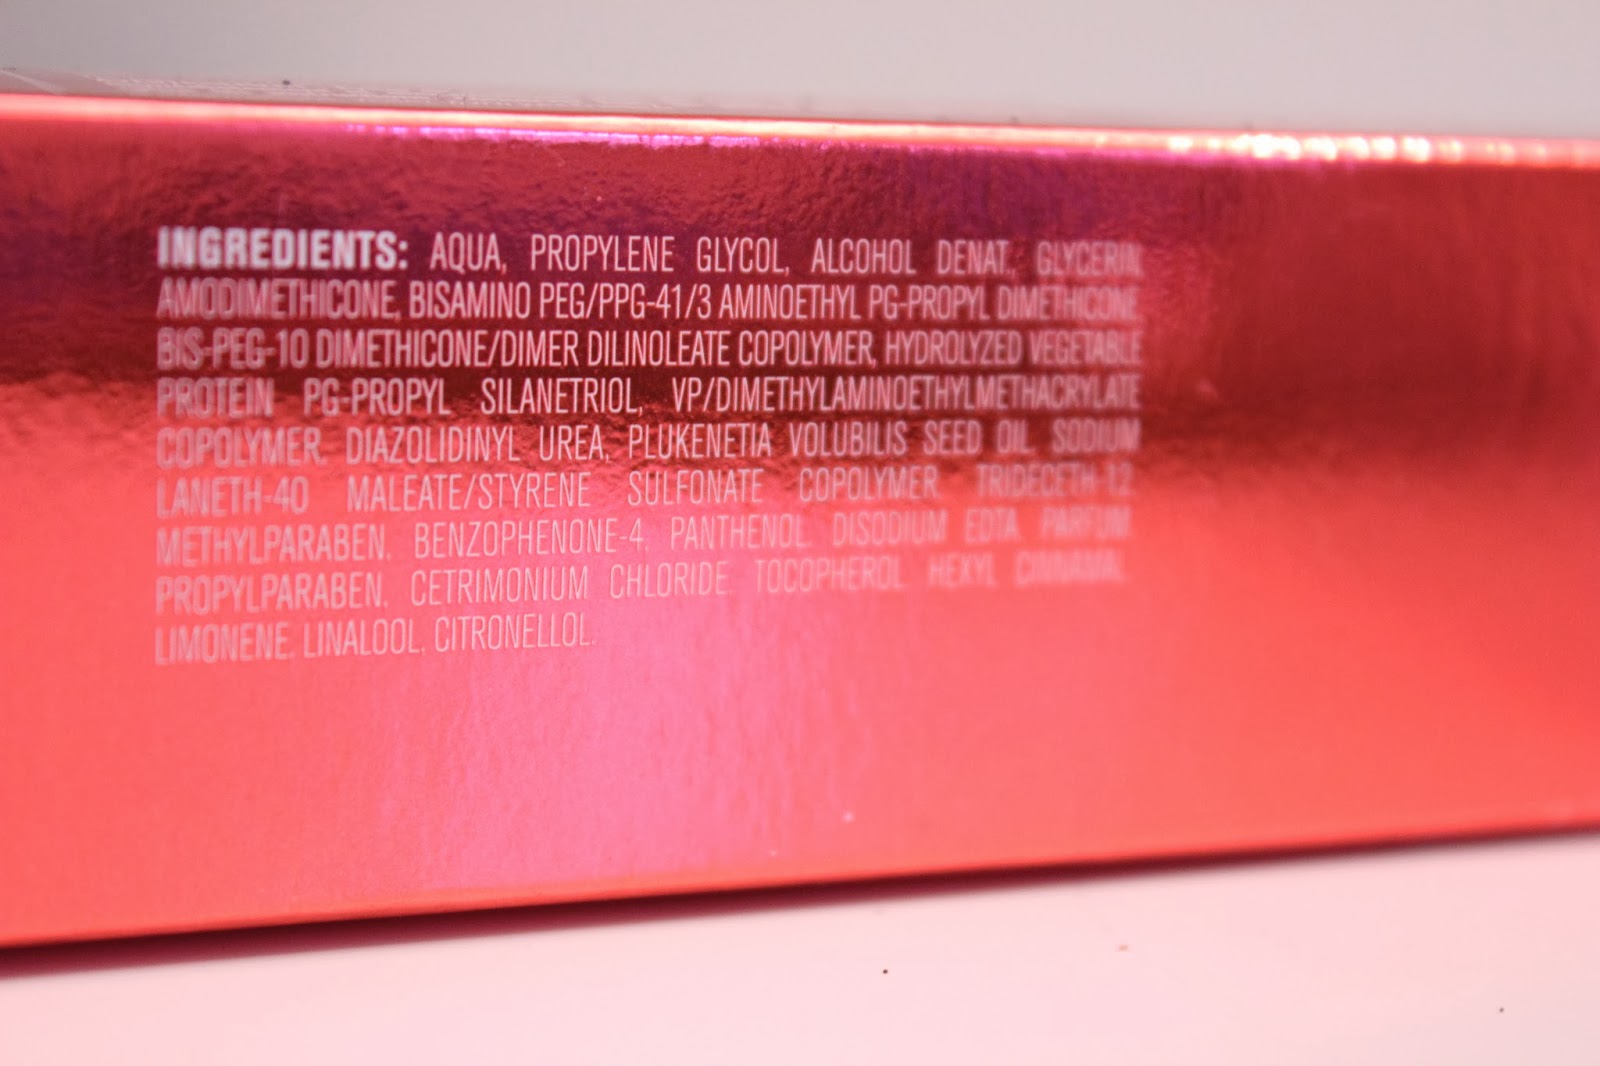 INGREDIENTS: AQUA, PROPYLENE GLYCOL, ALCOHOL DENAT, GLYCERIN,
AMODIMETHICONE, BISAMINO PEG/PPG-41/3 AMINOETHYL PG-PROPYL DIMETHICONE
BIS-PEG-10 DIMETHICONE/DIMER DILINOLEATE COPOLYMER, HYDROLYZED VEGETABLE
PROTEIN PG-PROPYL SILANETRIOL, VP/DIMETHYLAMINOETHYLMETHACRYLATE
COPOLYMER, DIAZOLIDINYL UREA, PLUKENETIA VOLUBILIS SEED OIL, SODIUM
LANETH-40 MALEATE/STYRENE SULFONATE COPOLYMER, TRIDECETH-12,
METHYLPARABEN, BENZOPHENONE-4, PANTHENOL, DISODIUM EDTA, PARFUM,
PROPYLPARABEN, CETRIMONIUM CHLORIDE, TOCOPHEROL, HEXYL CINNAMAL,
LIMONENE, LINALOOL, CITRONELLOL.